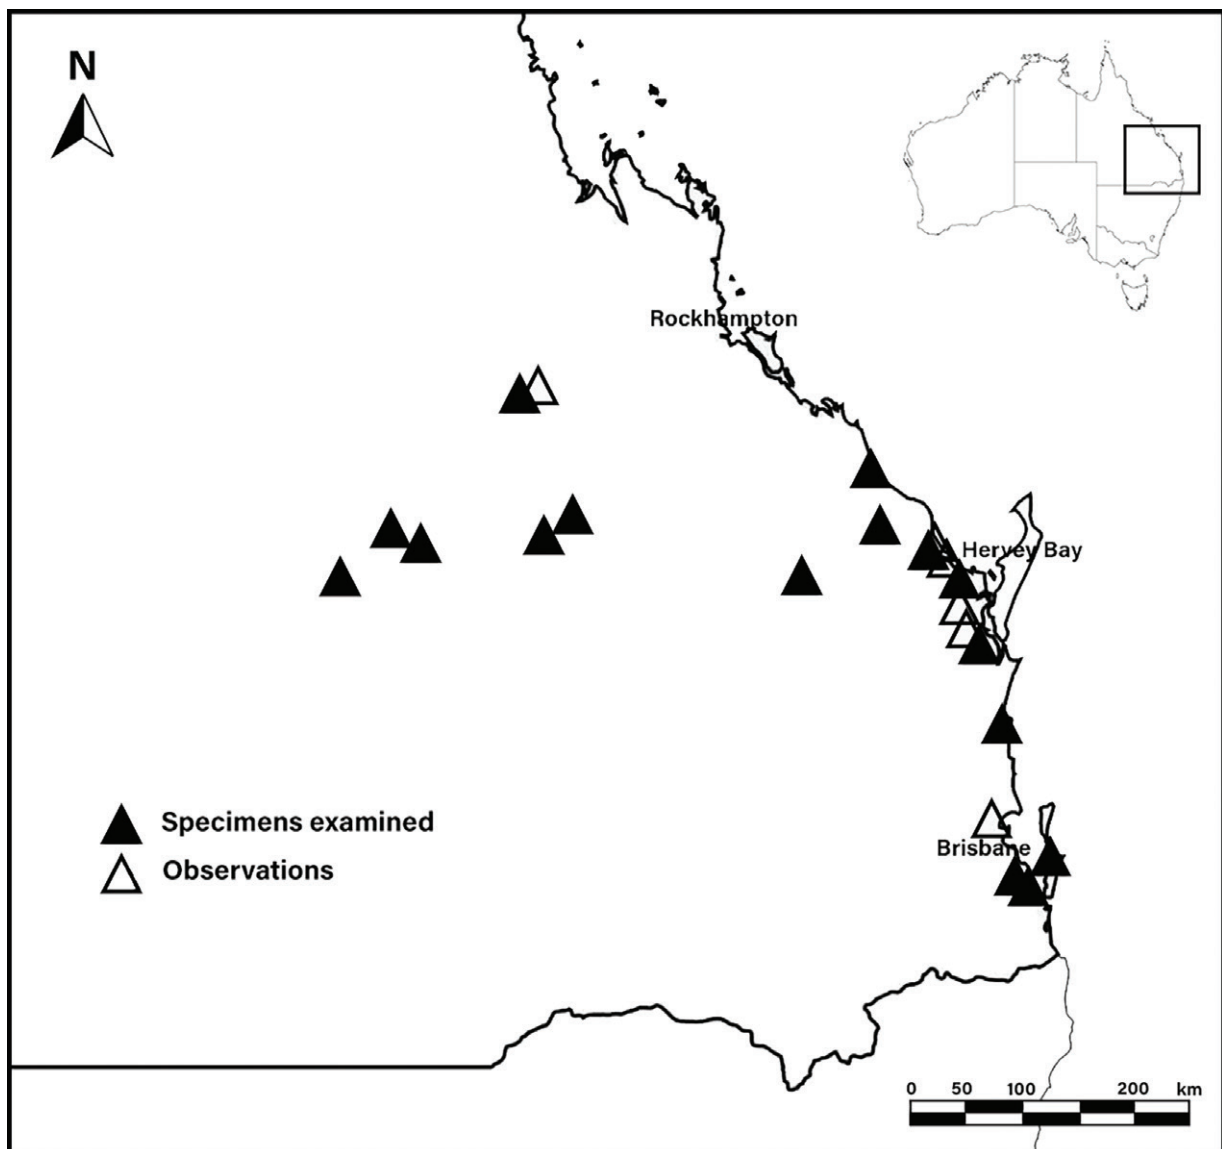 N
Rockhampton
Hervey Bay
Specimens examined
Observations
Brisbane
0 50 100 200 km